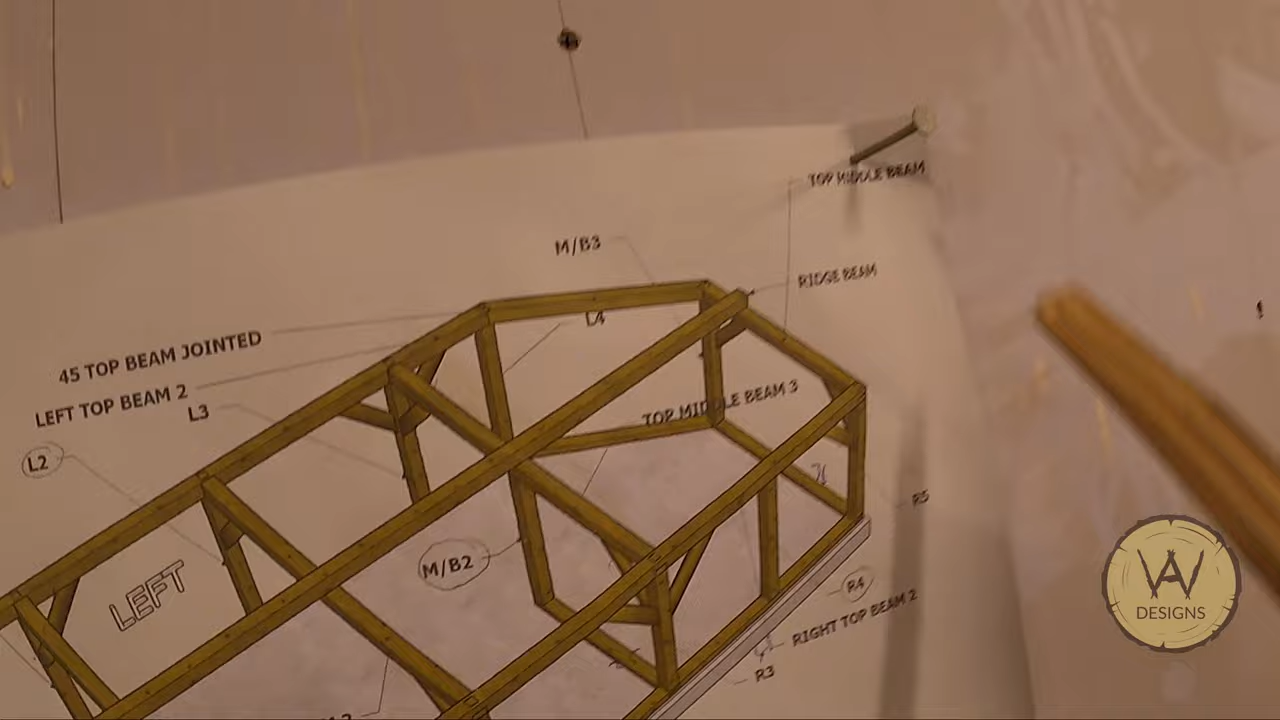 TOP MIDDLE BEAM
M/B3
RIDGE BEAM
L4
45 TOP BEAM JOINTED
LEFT TOP BEAM 2
L3
TOP MIDDLE BEAM 3
L2
R5
M/B2
LEFT
R4
RIGHT TOP BEAM 2
R3
WA
DESIGNS